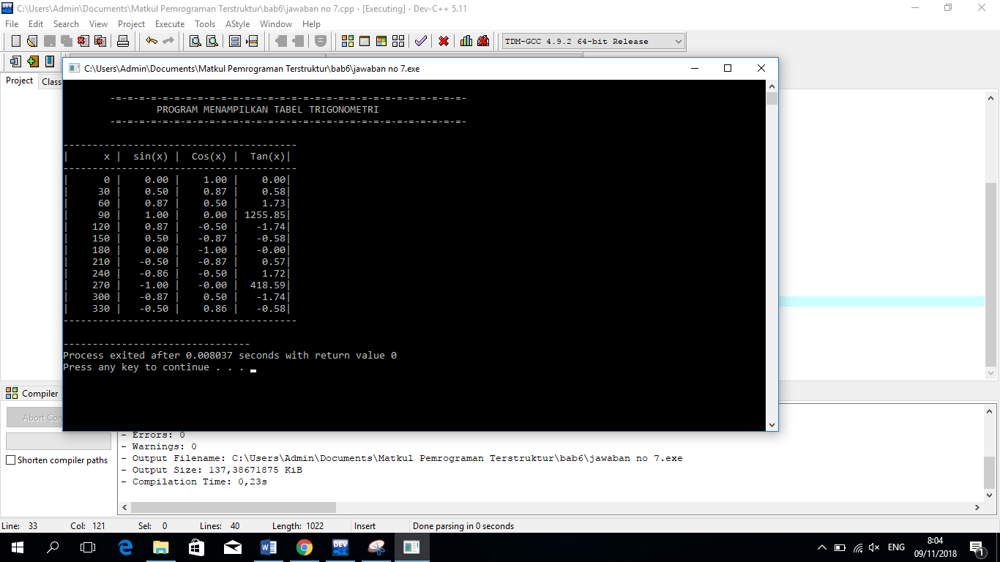 C:\Users\Admin\Documents\Matkul Pemrograman Terstruktur\bab6\jawaban no 7.cpp - [Executing] - Dev-C++ 5.11
File Edit Search View Project Execute Tools AStyle Window Help
TDM-GCC 4.9.2 64-bit Release
Project Class
C:\Users\Admin\Documents\Matkul Pemrograman Terstruktur\bab6\jawaban no 7.exe
-=-=-=-=-=-=-=-=-=-=-=-=-=-=-=-=-=-=-=-=-=-=-=-=-=-=-=-=-=-=-
PROGRAM MENAMPILKAN TABEL TRIGONOMETRI
-=-=-=-=-=-=-=-=-=-=-=-=-=-=-=-=-=-=-=-=-=-=-=-=-=-=-=-=-=-=-
----------------------------------------
|      x |  sin(x) |  Cos(x) |  Tan(x)|
----------------------------------------
|      0 |    0.00 |    1.00 |    0.00|
|     30 |    0.50 |    0.87 |    0.58|
|     60 |    0.87 |    0.50 |    1.73|
|     90 |    1.00 |    0.00 | 1255.85|
|    120 |    0.87 |   -0.50 |   -1.74|
|    150 |    0.50 |   -0.87 |   -0.58|
|    180 |    0.00 |   -1.00 |   -0.00|
|    210 |   -0.50 |   -0.87 |    0.57|
|    240 |   -0.86 |   -0.50 |    1.72|
|    270 |   -1.00 |   -0.00 |  418.59|
|    300 |   -0.87 |    0.50 |   -1.74|
|    330 |   -0.50 |    0.86 |   -0.58|
----------------------------------------
--------------------------------
Process exited after 0.008037 seconds with return value 0
Press any key to continue . . .
Compiler
Abort Con
Shorten compiler paths
- Errors: 0
- Warnings: 0
- Output Filename: C:\Users\Admin\Documents\Matkul Pemrograman Terstruktur\bab6\jawaban no 7.exe
- Output Size: 137,38671875 KiB
- Compilation Time: 0,23s
Line: 33 Col: 121 Sel: 0 Lines: 40 Length: 1022 Insert Done parsing in 0 seconds
ENG 8:04
09/11/2018 1